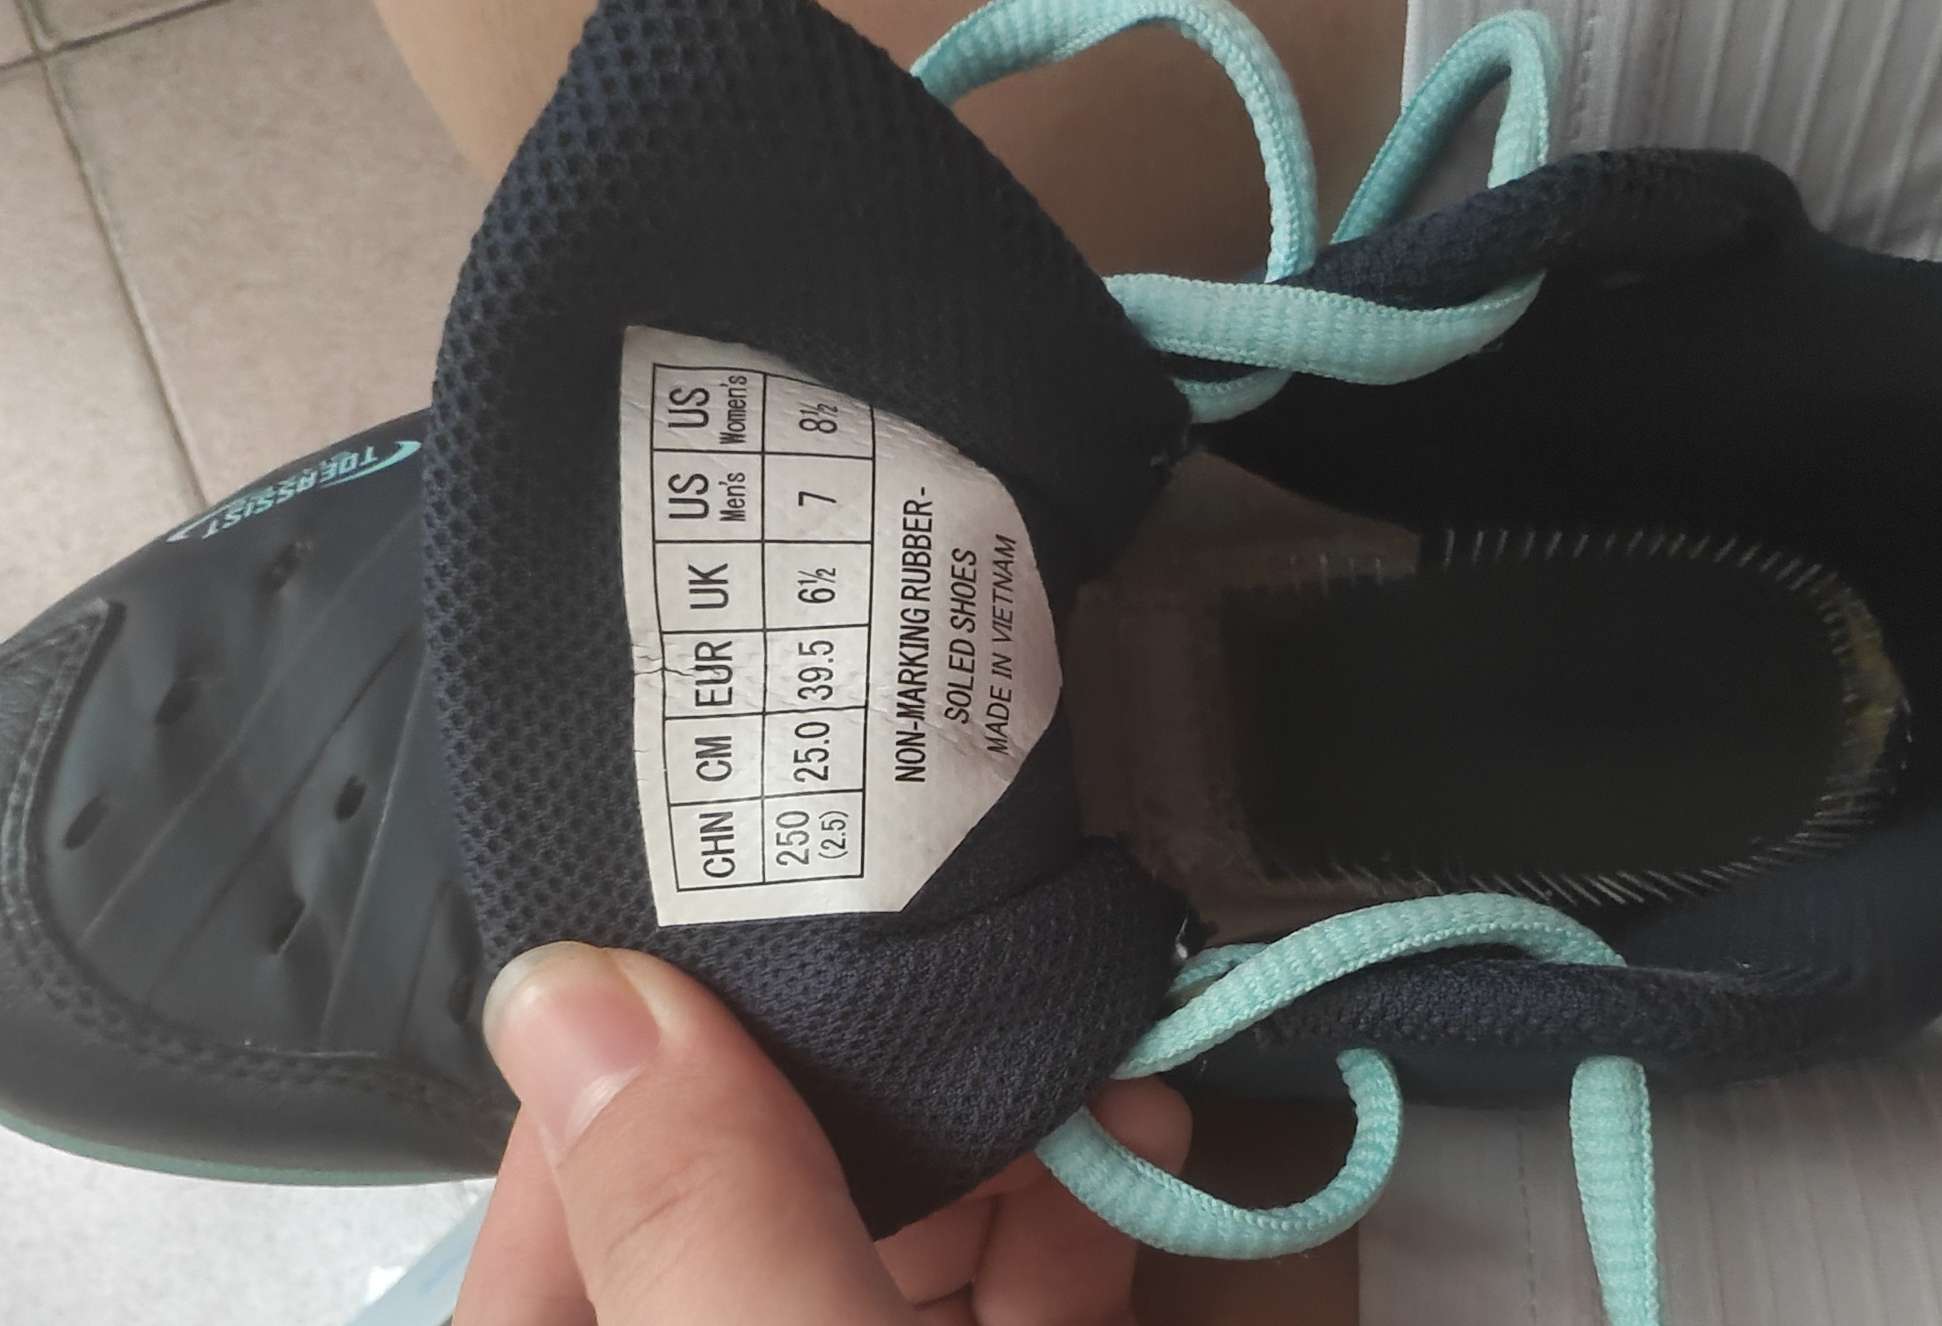 TOEASSIST
CHN CM EUR UK US Men's US Women's
250 (2.5) 25.0 39.5 6½ 7 8½
NON-MARKING RUBBER-
SOLED SHOES
MADE IN VIETNAM